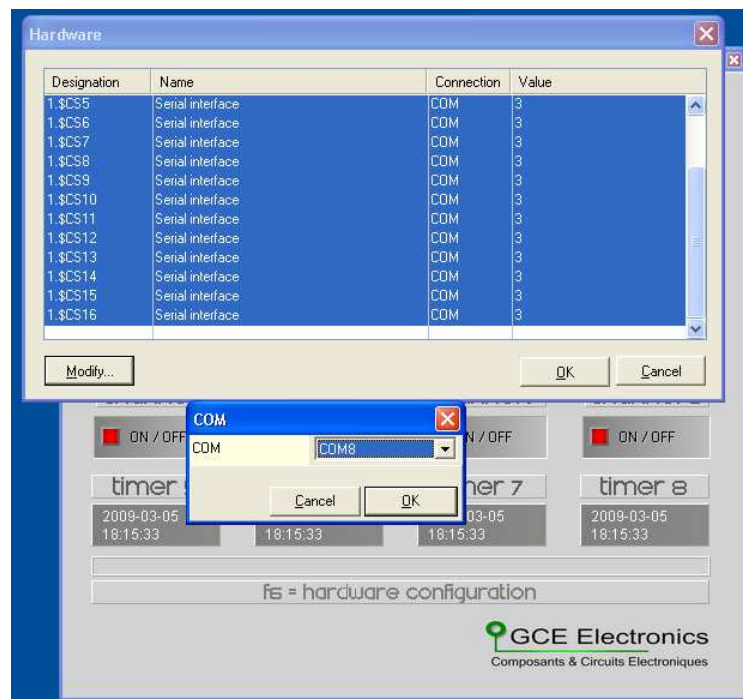 Hardware
Designation Name Connection Value
1.$CS5 Serial interface COM 3
1.$CS6 Serial interface COM 3
1.$CS7 Serial interface COM 3
1.$CS8 Serial interface COM 3
1.$CS9 Serial interface COM 3
1.$CS10 Serial interface COM 3
1.$CS11 Serial interface COM 3
1.$CS12 Serial interface COM 3
1.$CS13 Serial interface COM 3
1.$CS14 Serial interface COM 3
1.$CS15 Serial interface COM 3
1.$CS16 Serial interface COM 3
Modify... OK Cancel
COM
COM COM8
Cancel OK
ON / OFF N / OFF ON / OFF
timer 7 timer 8
2009-03-05 03-05 2009-03-05
18:15:33 18:15:33 18:15:33 18:15:33
f5 = hardware configuration
GCE Electronics
Composants & Circuits Electroniques